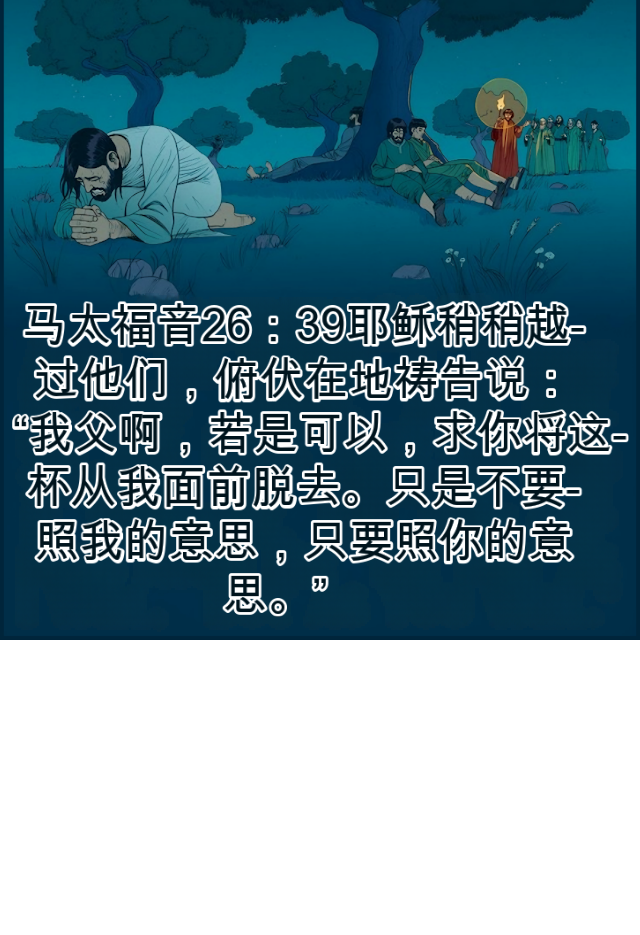 马太福音26：39耶稣稍稍越-
过他们，俯伏在地祷告说：
“我父啊，若是可以，求你将这-
杯从我面前脱去。只是不要-
照我的意思，只要照你的意
思。”